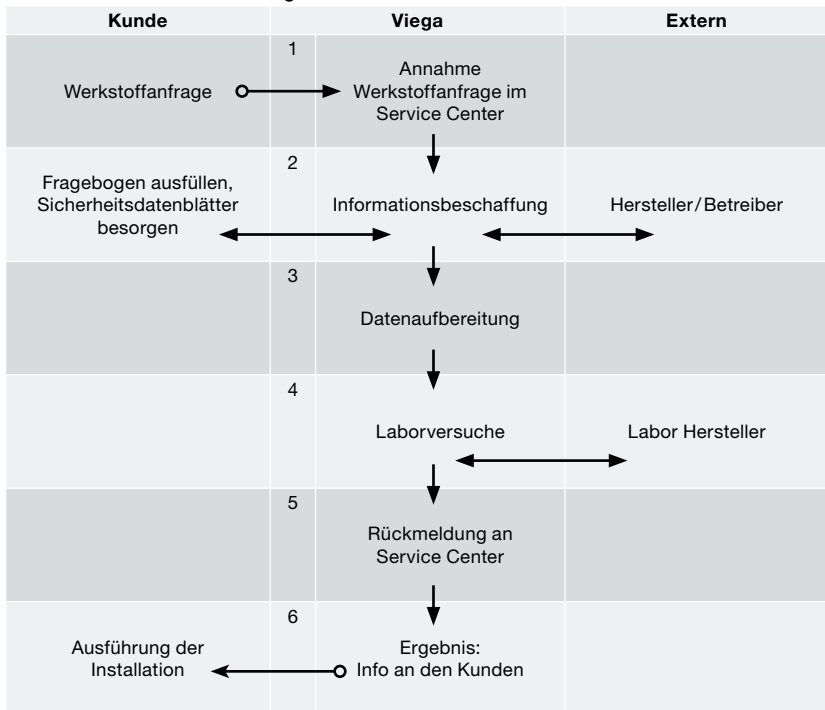 Kunde Viega Extern
1
Werkstoffanfrage
Annahme
Werkstoffanfrage im
Service Center
2
Fragebogen ausfüllen,
Sicherheitsdatenblätter
besorgen
Informationsbeschaffung
Hersteller/Betreiber
3
Datenaufbereitung
4
Laborversuche
Labor Hersteller
5
Rückmeldung an
Service Center
6
Ausführung der
Installation
Ergebnis:
Info an den Kunden